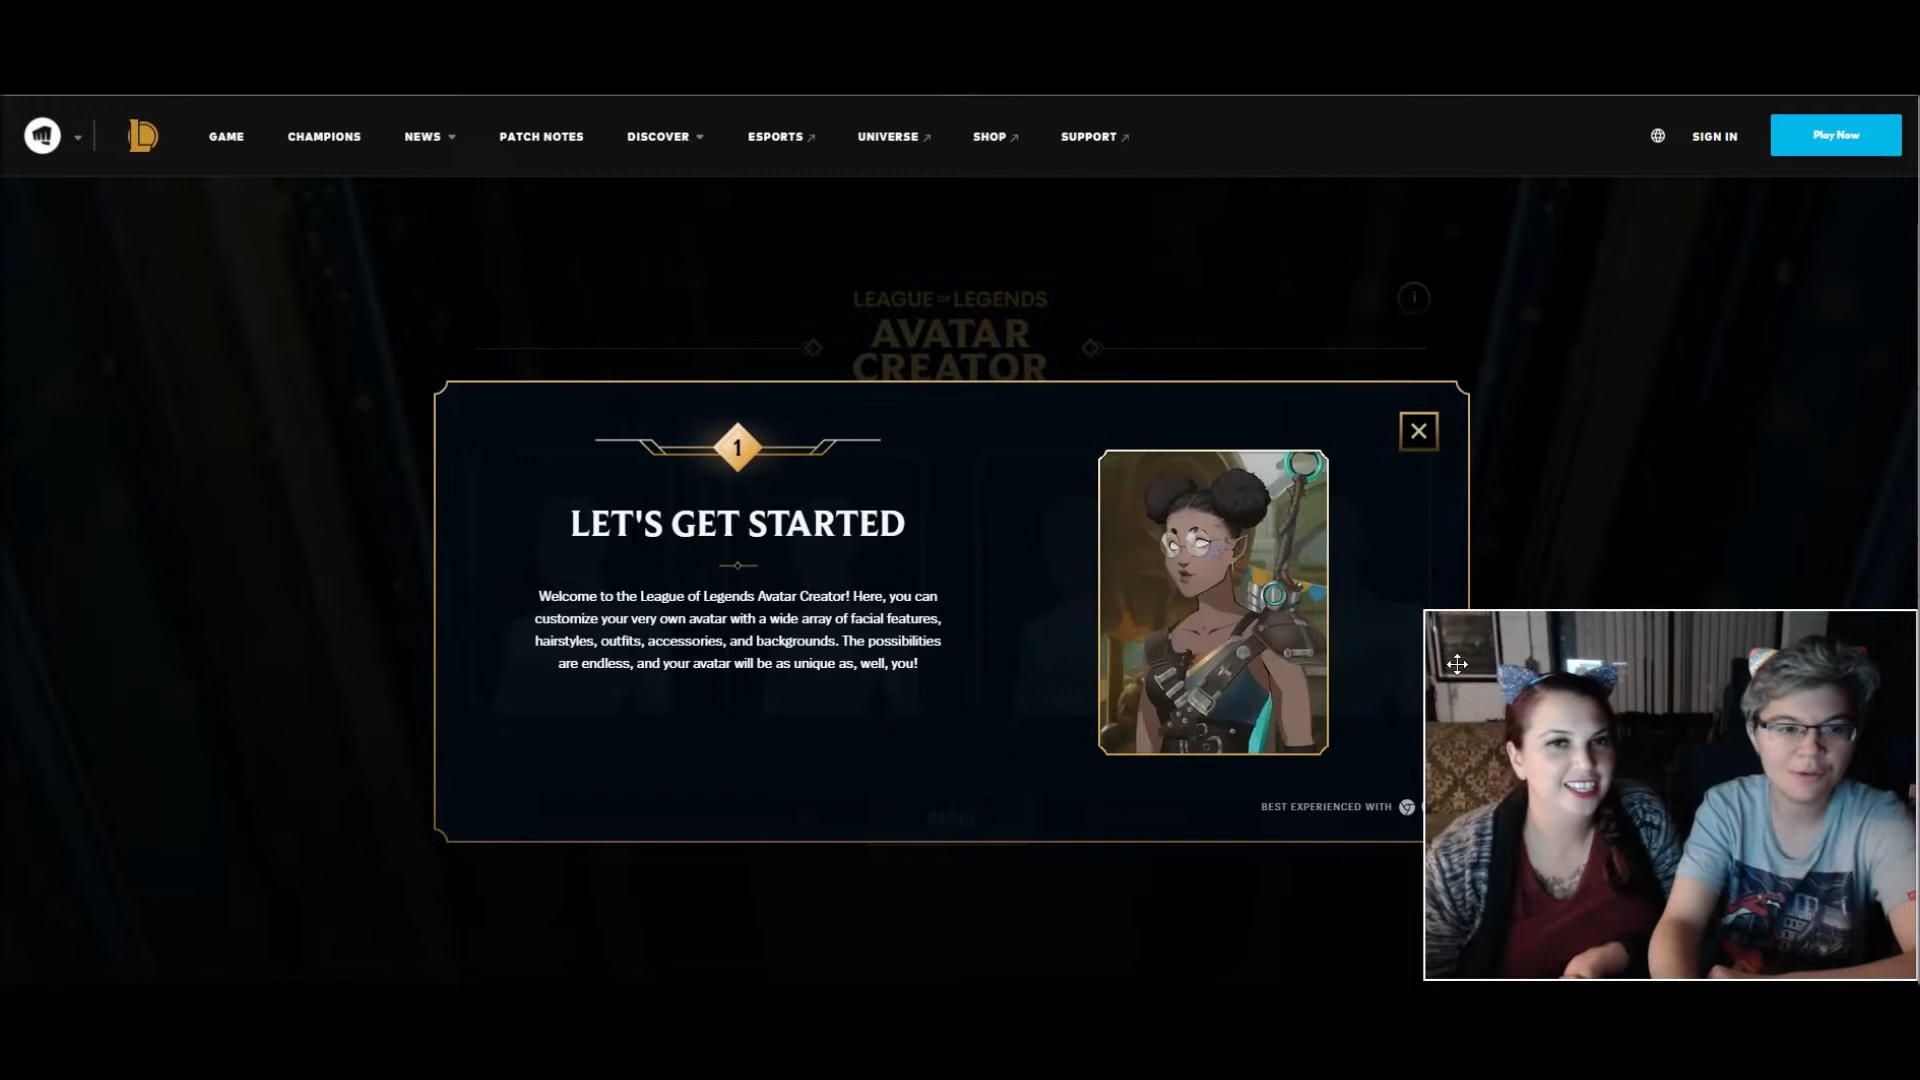 GAME
CHAMPIONS
NEWS
PATCH NOTES
DISCOVER
ESPORTS
UNIVERSE
SHOP
SUPPORT
SIGN IN
Play Now
LEAGUE OF LEGENDS
AVATAR
CREATOR
1
LET'S GET STARTED
Welcome to the League of Legends Avatar Creator! Here, you can
customize your very own avatar with a wide array of facial features,
hairstyles, outfits, accessories, and backgrounds. The possibilities
are endless, and your avatar will be as unique as, well, you!
BEST EXPERIENCED WITH